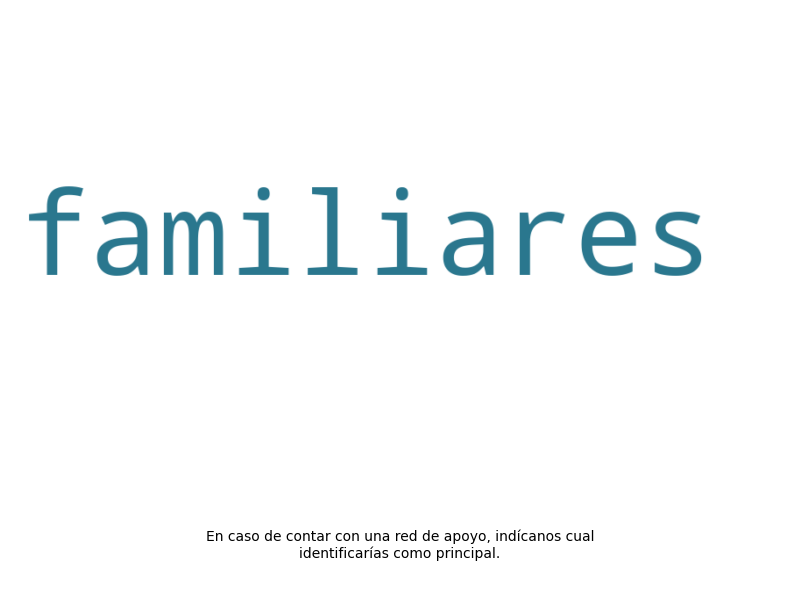 familiares
En caso de contar con una red de apoyo, indícanos cual
identificarías como principal.